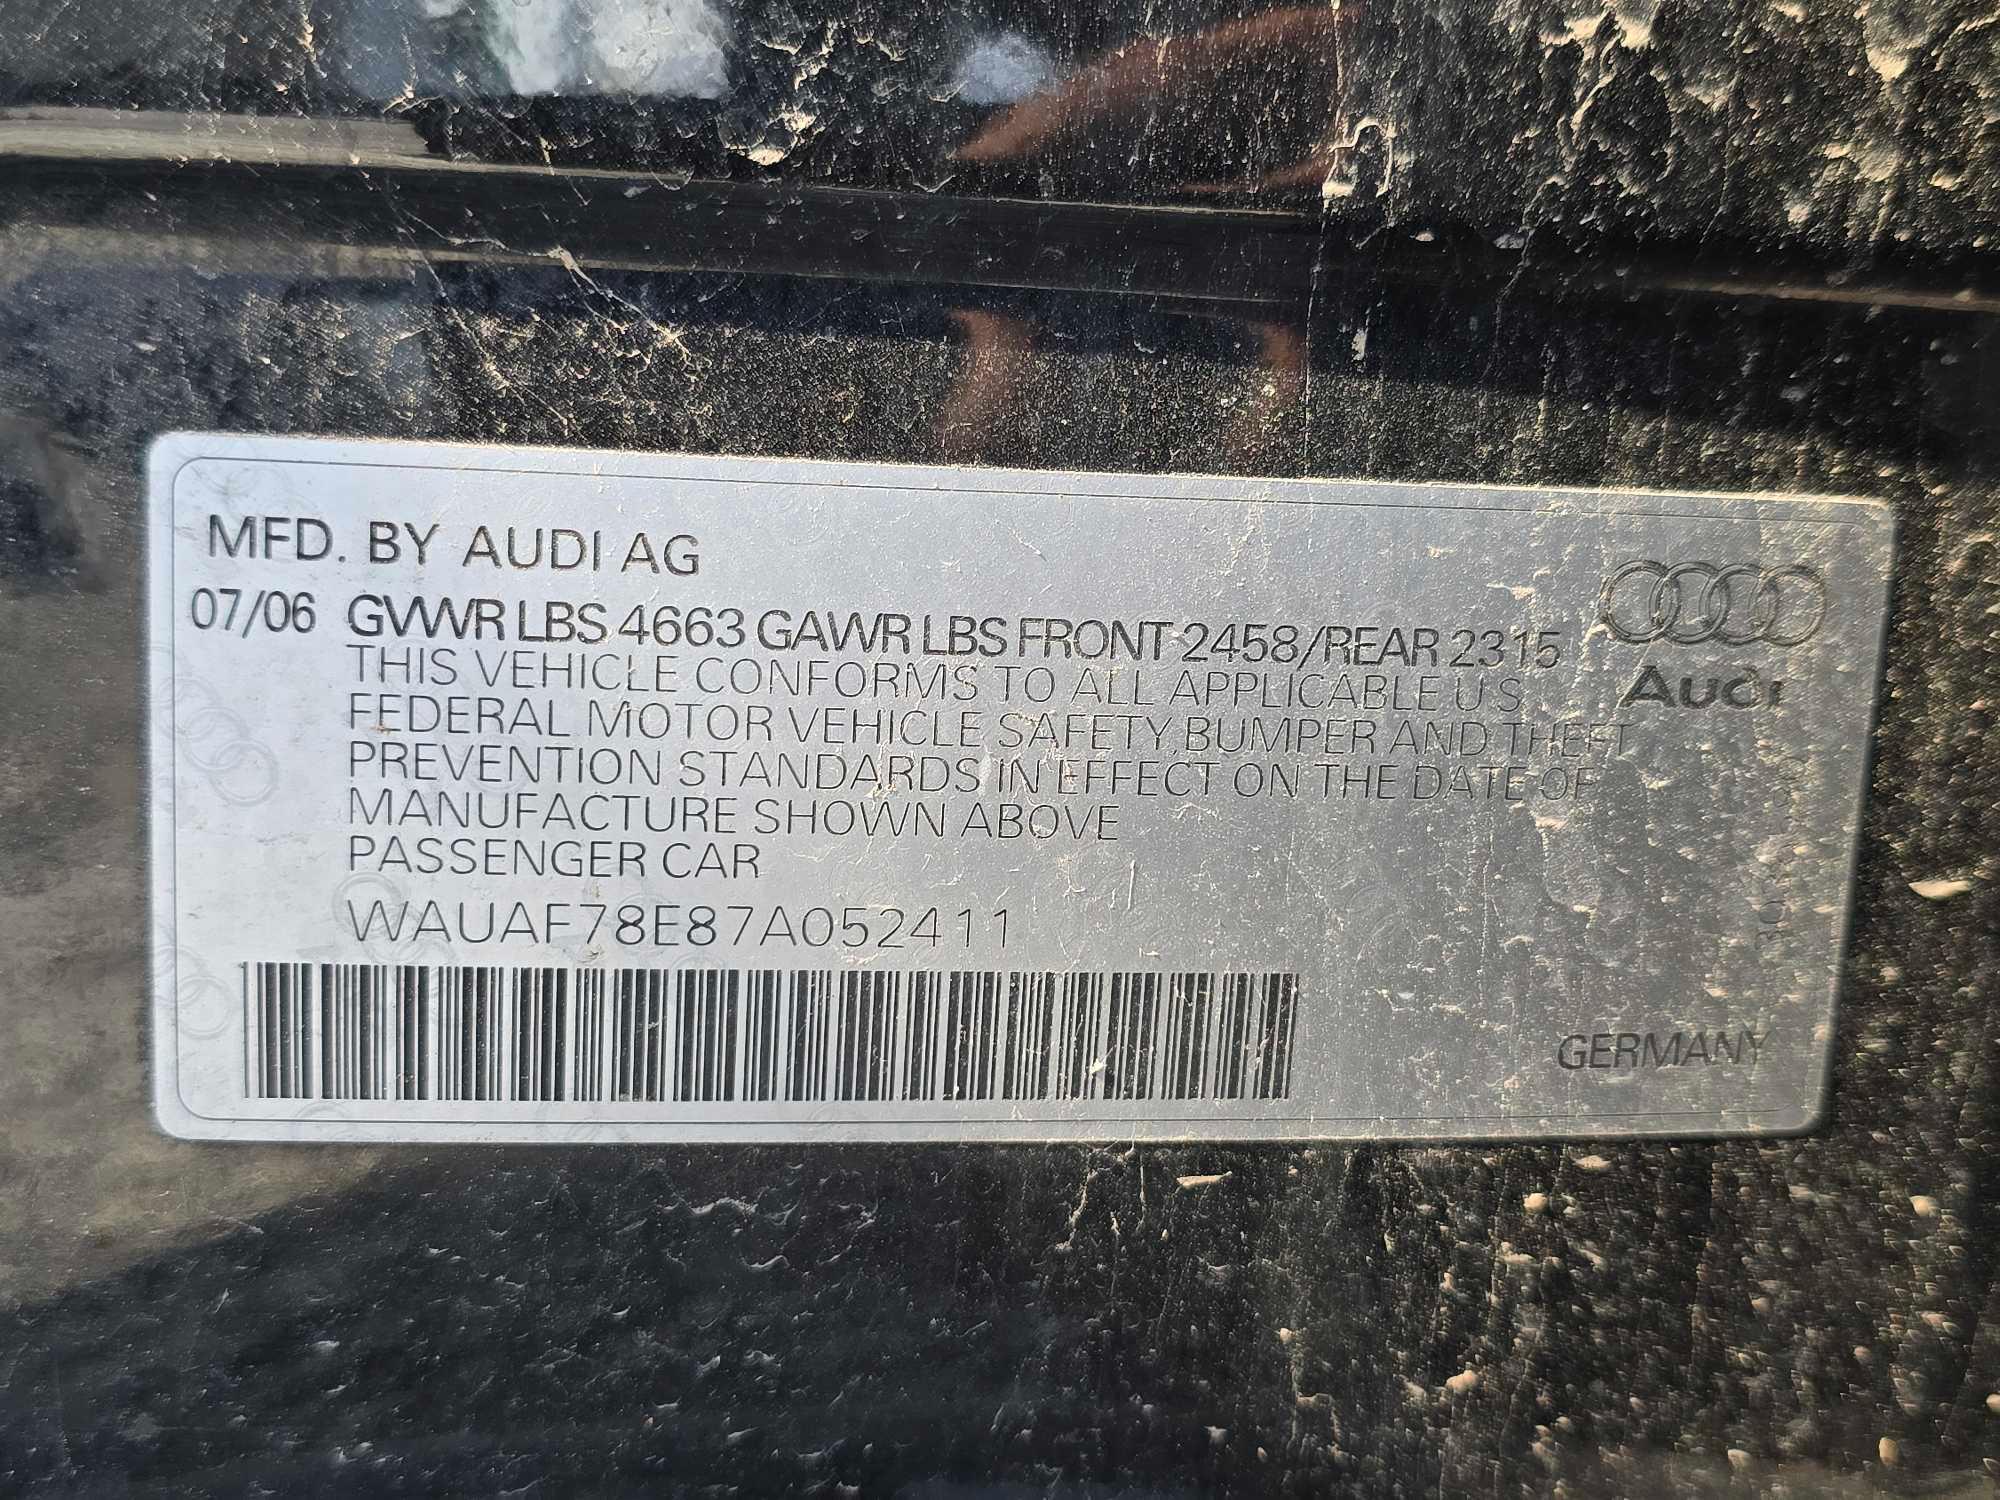 MFD. BY AUDI AG
07/06 GVWR LBS 4663 GAWR LBS FRONT 2458/REAR 2315
THIS VEHICLE CONFORMS TO ALL APPLICABLE U S
FEDERAL MOTOR VEHICLE SAFETY, BUMPER AND THEFT
PREVENTION STANDARDS IN EFFECT ON THE DATE OF
MANUFACTURE SHOWN ABOVE
PASSENGER CAR
WAUAF78E87A052411
Audi
GERMANY